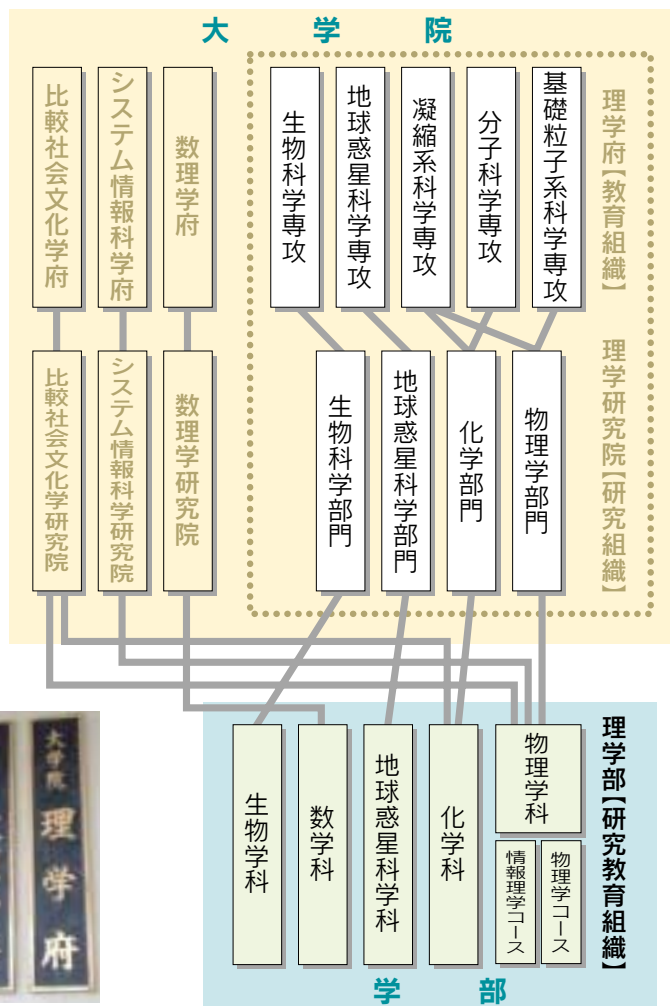 大学院
理学府【教育組織】
基礎粒子系科学専攻
分子科学専攻
凝縮系科学専攻
地球惑星科学専攻
生物科学専攻
数理学府
システム情報科学府
比較社会文化学府
理学研究院【研究組織】
物理学部門
化学部門
地球惑星科学部門
生物科学部門
数理学研究院
システム情報科学研究院
比較社会文化学研究院
理学部【研究教育組織】
物理学科
物理学コース
情報理学コース
化学科
地球惑星科学科
数学科
生物学科
学部
大学院
理学府